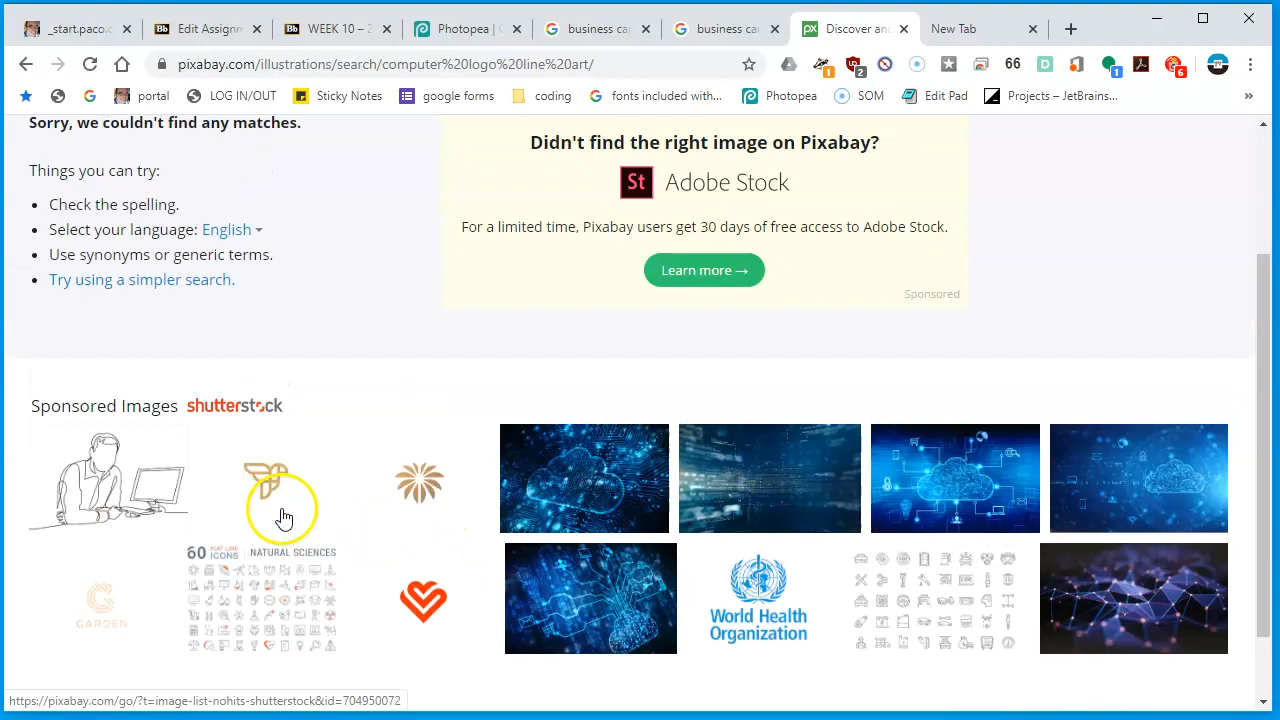 _start.paco.c
Edit Assignm
WEEK 10 – Z
Photopea | C
business car
business car
Discover and
New Tab
pixabay.com/illustrations/search/computer%20logo%20line%20art/
1
2
66
1
6
portal
LOG IN/OUT
Sticky Notes
google forms
coding
fonts included with...
Photopea
SOM
Edit Pad
Projects – JetBrains...
»
Sorry, we couldn't find any matches.
Things you can try:
• Check the spelling.
• Select your language: English
• Use synonyms or generic terms.
• Try using a simpler search.
Didn't find the right image on Pixabay?
St Adobe Stock
For a limited time, Pixabay users get 30 days of free access to Adobe Stock.
Learn more →
Sponsored
Sponsored Images shutterstock
GARDEN
60 FLAT LINE ICONS | NATURAL SCIENCES
World Health
Organization
https://pixabay.com/go/?t=image-list-nohits-shutterstock&id=704950072